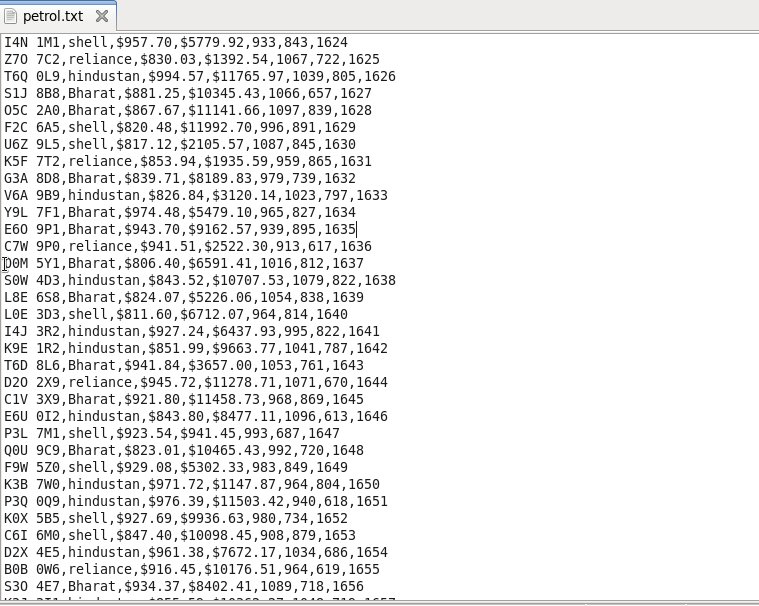 petrol.txt
I4N 1M1,shell,$957.70,$5779.92,933,843,1624
Z7O 7C2,reliance,$830.03,$1392.54,1067,722,1625
T6Q 0L9,hindustan,$994.57,$11765.97,1039,805,1626
S1J 8B8,Bharat,$881.25,$10345.43,1066,657,1627
O5C 2A0,Bharat,$867.67,$11141.66,1097,839,1628
F2C 6A5,shell,$820.48,$11992.70,996,891,1629
U6Z 9L5,shell,$817.12,$2105.57,1087,845,1630
K5F 7T2,reliance,$853.94,$1935.59,959,865,1631
G3A 8D8,Bharat,$839.71,$8189.83,979,739,1632
V6A 9B9,hindustan,$826.84,$3120.14,1023,797,1633
Y9L 7F1,Bharat,$974.48,$5479.10,965,827,1634
E6O 9P1,Bharat,$943.70,$9162.57,939,895,1635
C7W 9P0,reliance,$941.51,$2522.30,913,617,1636
5Y1,Bharat,$806.40,$6591.41,1016,812,1637
S0W 4D3,hindustan,$843.52,$10707.53,1079,822,1638
L8E 6S8,Bharat,$824.07,$5226.06,1054,838,1639
L0E 3D3,shell,$811.60,$6712.07,964,814,1640
I4J 3R2,hindustan,$927.24,$6437.93,995,822,1641
K9E 1R2,hindustan,$851.99,$9663.77,1041,787,1642
T6D 8L6,Bharat,$941.84,$3657.00,1053,761,1643
D2O 2X9,reliance,$945.72,$11278.71,1071,670,1644
C1V 3X9,Bharat,$921.80,$11458.73,968,869,1645
E6U 0I2,hindustan,$843.80,$8477.11,1096,613,1646
P3L 7M1,shell,$923.54,$941.45,993,687,1647
Q0U 9C9,Bharat,$823.01,$10465.43,992,720,1648
F9W 5Z0,shell,$929.08,$5302.33,983,849,1649
K3B 7W0,hindustan,$971.72,$1147.87,964,804,1650
P3Q 0Q9,hindustan,$976.39,$11503.42,940,618,1651
K0X 5B5,shell,$927.69,$9936.63,980,734,1652
C6I 6M0,shell,$847.40,$10098.45,908,879,1653
D2X 4E5,hindustan,$961.38,$7672.17,1034,686,1654
B0B 0W6,reliance,$916.45,$10176.51,964,619,1655
S3O 4E7,Bharat,$934.37,$8402.41,1089,718,1656